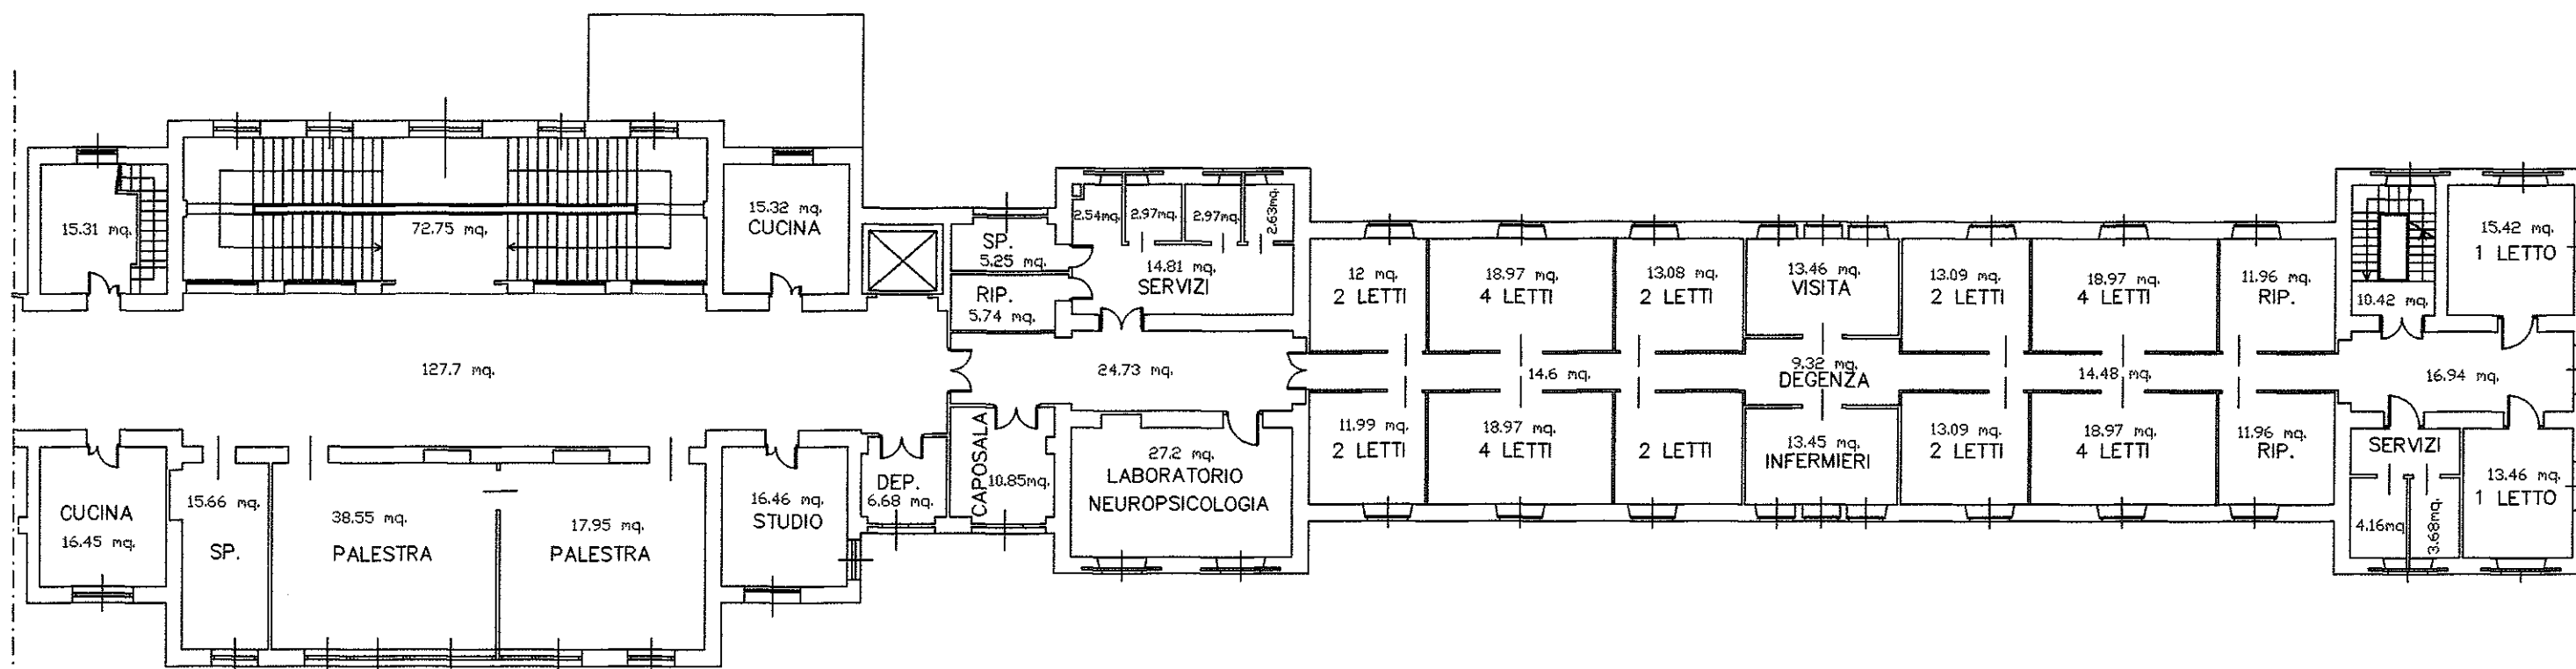 15.31 mq.
72.75 mq.
15.32 mq.
CUCINA
SP.
5.25 mq.
RIP.
5.74 mq.
2.54mq.
2.97mq.
2.97mq.
2.63mq.
14.81 mq.
SERVIZI
12 mq.
2 LETTI
18.97 mq.
4 LETTI
13.08 mq.
2 LETTI
13.46 mq.
VISITA
13.09 mq.
2 LETTI
18.97 mq.
4 LETTI
11.96 mq.
RIP.
10.42 mq.
15.42 mq.
1 LETTO
127.7 mq.
24.73 mq.
14.6 mq.
9.32 mq.
DEGENZA
14.48 mq.
16.94 mq.
CUCINA
16.45 mq.
15.66 mq.
SP.
38.55 mq.
PALESTRA
17.95 mq.
PALESTRA
16.46 mq.
STUDIO
DEP.
6.68 mq.
CAPOSALA
10.85mq.
27.2 mq.
LABORATORIO
NEUROPSICOLOGIA
11.99 mq.
2 LETTI
18.97 mq.
4 LETTI
2 LETTI
13.45 mq.
INFERMIERI
13.09 mq.
2 LETTI
18.97 mq.
4 LETTI
11.96 mq.
RIP.
SERVIZI
4.16mq
3.68mq.
13.46 mq.
1 LETTO